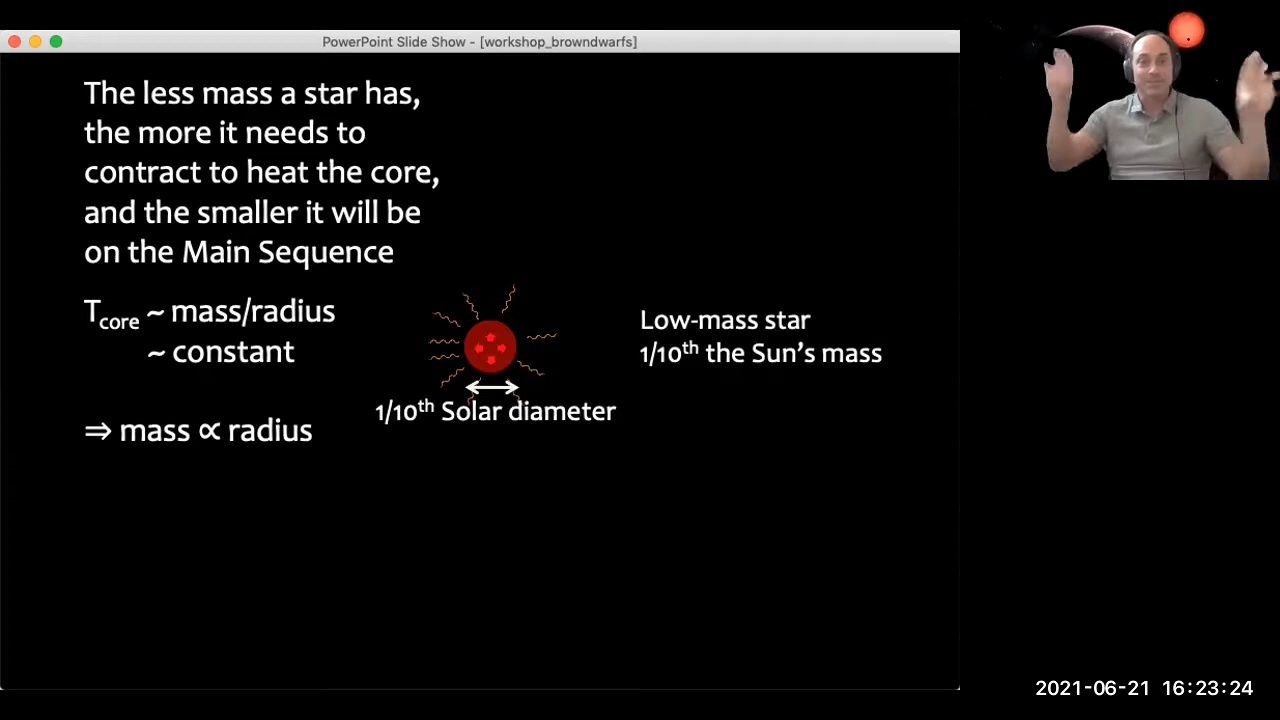 PowerPoint Slide Show - [workshop_browndwarfs]
The less mass a star has,
the more it needs to
contract to heat the core,
and the smaller it will be
on the Main Sequence
T_core ~ mass/radius
~ constant
⇒ mass ∝ radius
1/10th Solar diameter
Low-mass star
1/10th the Sun's mass
2021-06-21 16:23:24